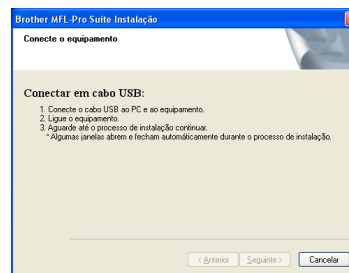 Brother MFL-Pro Suite Instalação
Conecte o equipamento
Conectar em cabo USB:
1. Conecte o cabo USB ao PC e ao equipamento.
2. Ligue o equipamento.
3. Aguarde até o processo de instalação continuar.
* Algumas janelas abrem e fecham automáticamente durante o processo de instalação.
< Anterior Seguinte > Cancelar